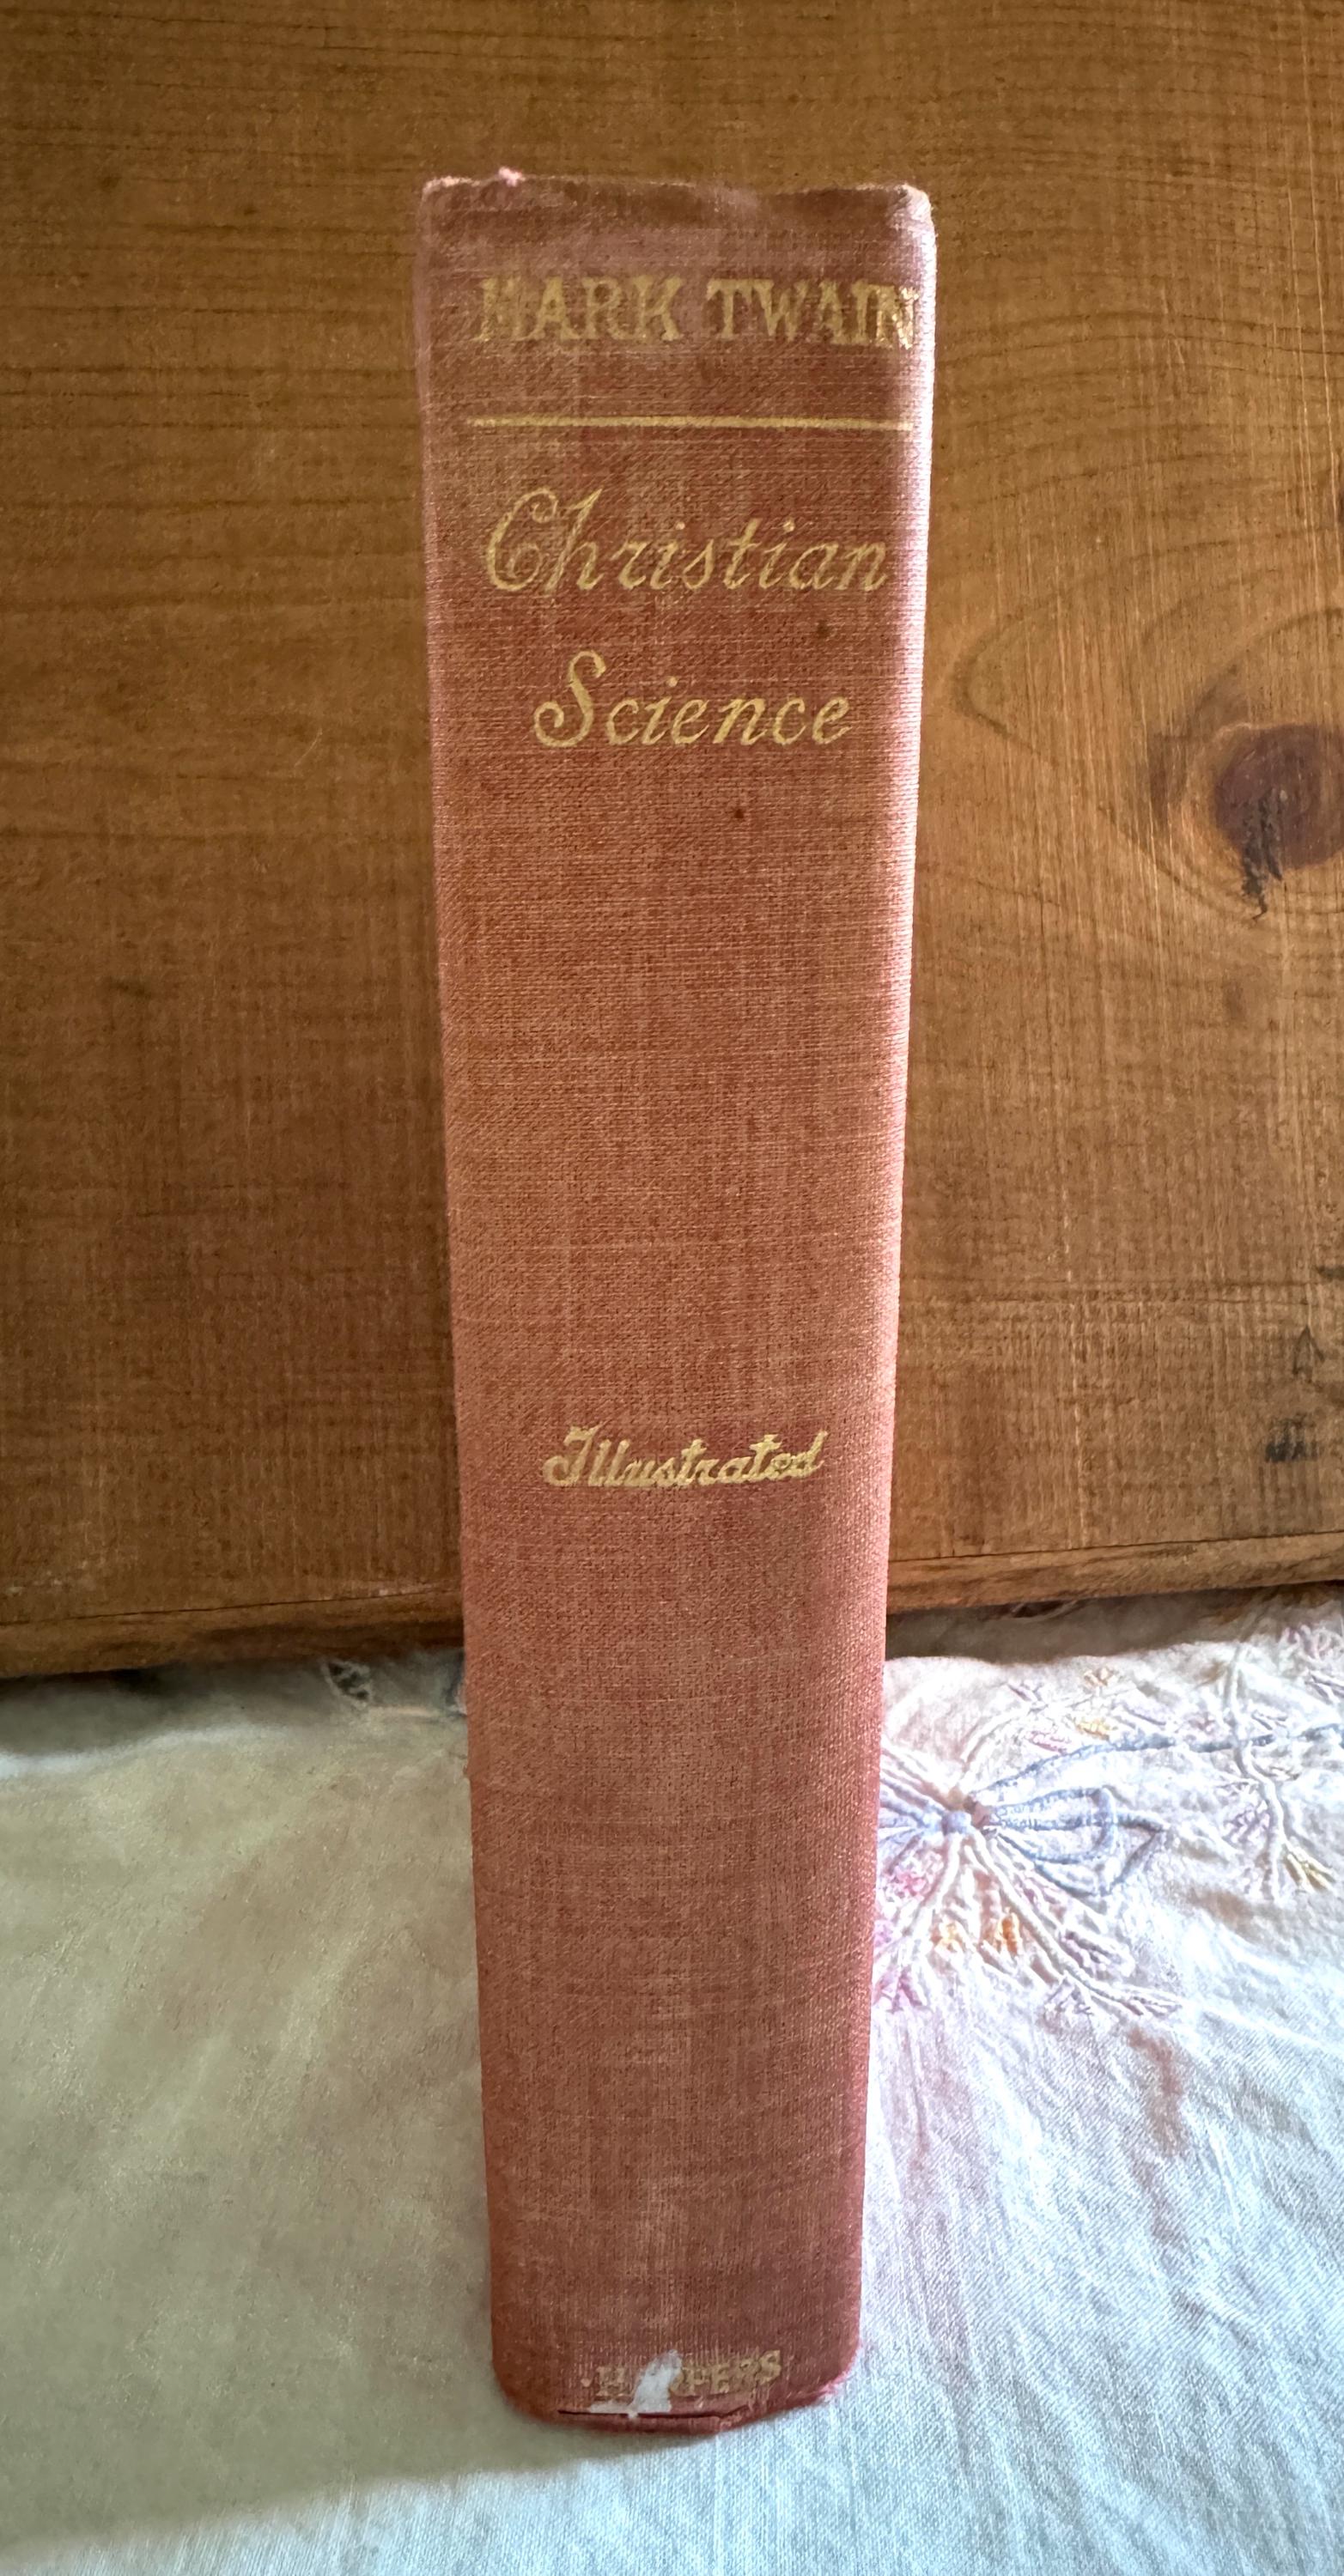 MARK TWAIN
Christian
Science
Illustrated
HARPERS